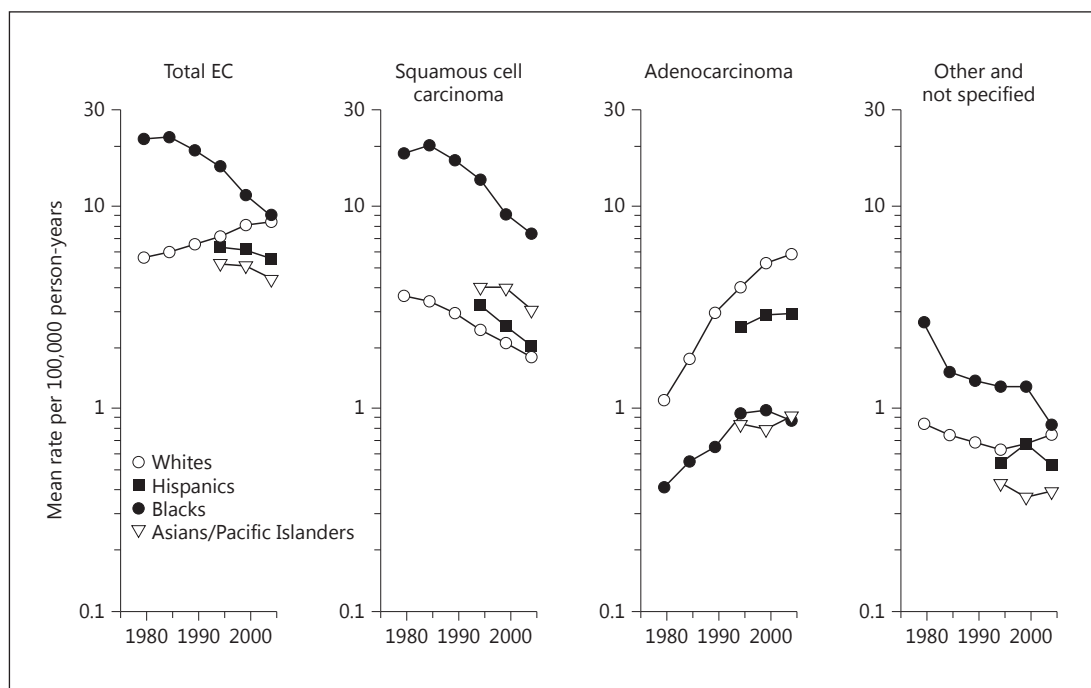 Total EC
Squamous cell
carcinoma
Adenocarcinoma
Other and
not specified
Mean rate per 100,000 person-years
30
10
1
0.1
1980 1990 2000
Whites
Hispanics
Blacks
Asians/Pacific Islanders
30
10
1
0.1
1980 1990 2000
30
10
1
0.1
1980 1990 2000
30
10
1
0.1
1980 1990 2000